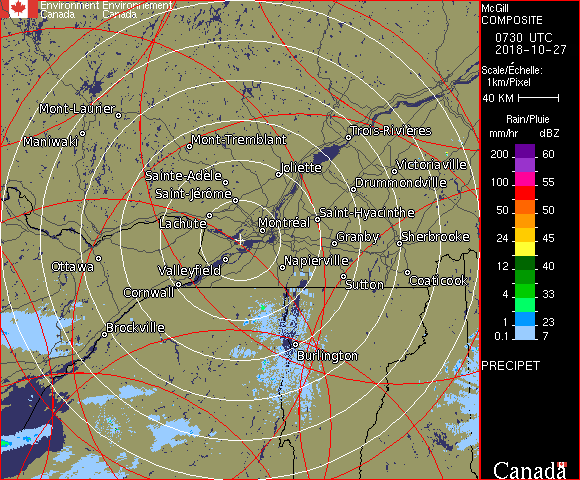 Environment Environnement
Canada Canada
McGill
COMPOSITE
0730 UTC
2018-10-27
Scale/Échelle:
1km/Pixel
40 KM
Rain/Pluie
mm/hr dBZ
200 60
65
100 55
50 50
24 45
12 40
4 33
1 23
0.1 7
PRECIPET
Canada
Mont-Laurier
Maniwaki
Mont-Tremblant
Trois-Rivières
Joliette
Victoriaville
Sainte-Adèle
Drummondville
Saint-Jérôme
Lachute
Saint-Hyacinthe
Montréal
Granby
Sherbrooke
Ottawa
Valleyfield
Napierville
Cornwall
Sutton
Coaticook
Brockville
Burlington